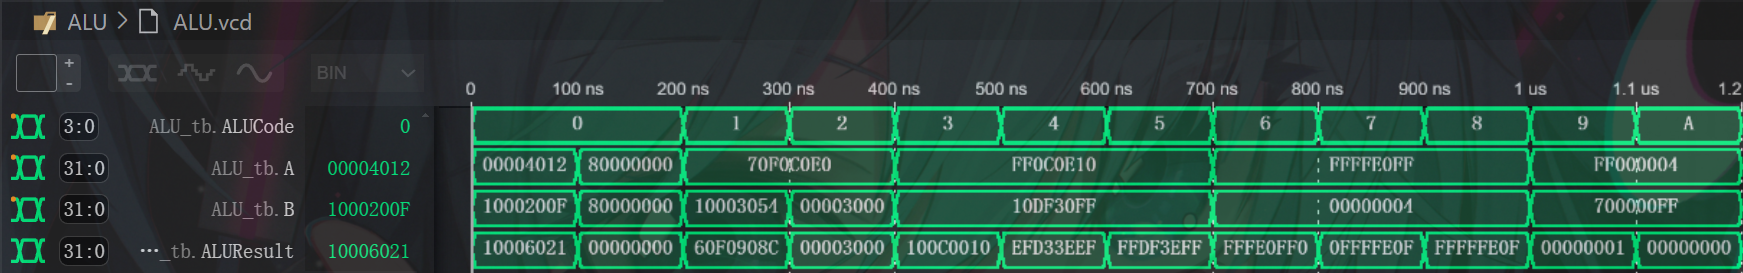 ALU > ALU.vcd
+ - BIN
0 100 ns 200 ns 300 ns 400 ns 500 ns 600 ns 700 ns 800 ns 900 ns 1 us 1.1 us 1.2
3:0 ALU_tb.ALUCode 0 0 1 2 3 4 5 6 7 8 9 A
31:0 ALU_tb.A 00004012 00004012 80000000 70F0C0E0 FF0C0E10 FFFFE0FF FF000004
31:0 ALU_tb.B 1000200F 1000200F 80000000 10003054 00003000 10DF30FF 00000004 700000FF
31:0 ⋯_tb.ALUResult 10006021 10006021 00000000 60F0908C 00003000 100C0010 EFD33EEF FFDF3EFF FFFE0FF0 0FFFFE0F FFFFFE0F 00000001 00000000